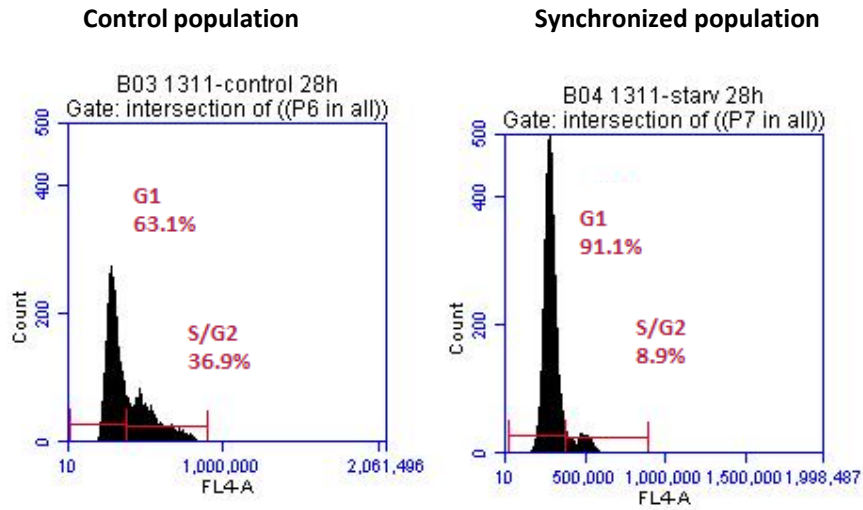 Control population
B03 1311-control 28h
Gate: intersection of ((P6 in all))
500
400
200
0
Count
G1
63.1%
S/G2
36.9%
10
1,000,000
2,061,496
FL4-A
Synchronized population
B04 1311-starv 28h
Gate: intersection of ((P7 in all))
500
400
200
0
Count
G1
91.1%
S/G2
8.9%
10
500,000
1,000,000
1,500,000
1,998,487
FL4-A